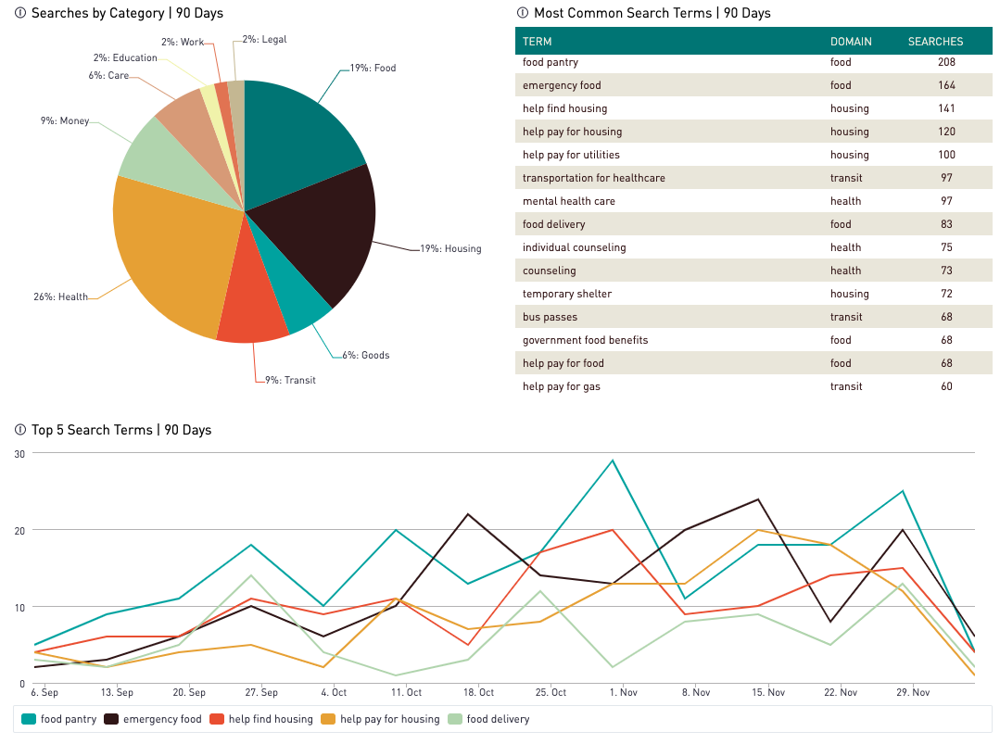 Searches by Category | 90 Days
2%: Work
2%: Legal
2%: Education
19%: Food
6%: Care
9%: Money
19%: Housing
26%: Health
6%: Goods
9%: Transit
Most Common Search Terms | 90 Days
TERM DOMAIN SEARCHES
food pantry food 208
emergency food food 164
help find housing housing 141
help pay for housing housing 120
help pay for utilities housing 100
transportation for healthcare transit 97
mental health care health 97
food delivery food 83
individual counseling health 75
counseling health 73
temporary shelter housing 72
bus passes transit 68
government food benefits food 68
help pay for food food 68
help pay for gas transit 60
Top 5 Search Terms | 90 Days
30
20
10
0
6. Sep 13. Sep 20. Sep 27. Sep 4. Oct 11. Oct 18. Oct 25. Oct 1. Nov 8. Nov 15. Nov 22. Nov 29. Nov
food pantry emergency food help find housing help pay for housing food delivery